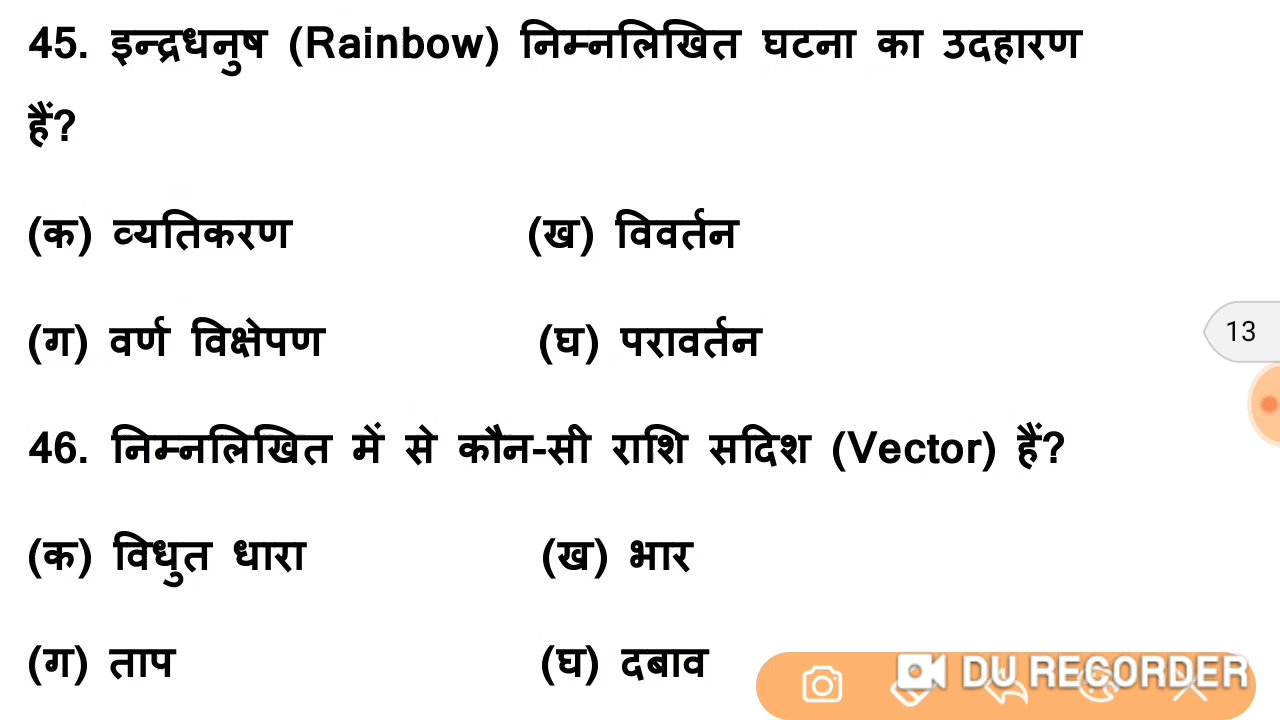 45. इन्द्रधनुष (Rainbow) निम्नलिखित घटना का उदहारण
हैं?
(क) व्यतिकरण (ख) विवर्तन
(ग) वर्ण विक्षेपण (घ) परावर्तन
13
46. निम्नलिखित में से कौन-सी राशि सदिश (Vector) हैं?
(क) विधुत धारा (ख) भार
(ग) ताप (घ) दबाव
DU RECORDER